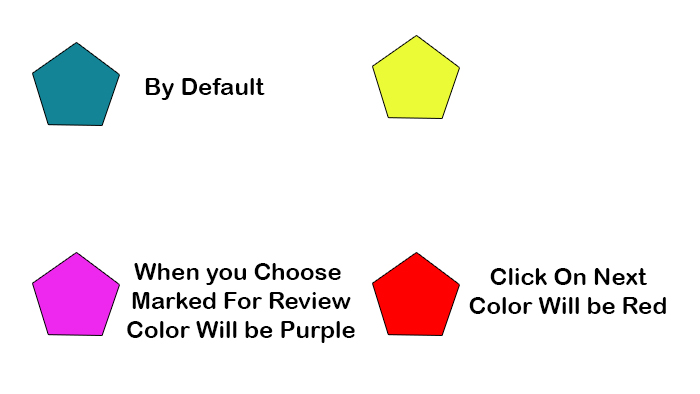 By Default
When you Choose
Marked For Review
Color Will be Purple
Click On Next
Color Will be Red